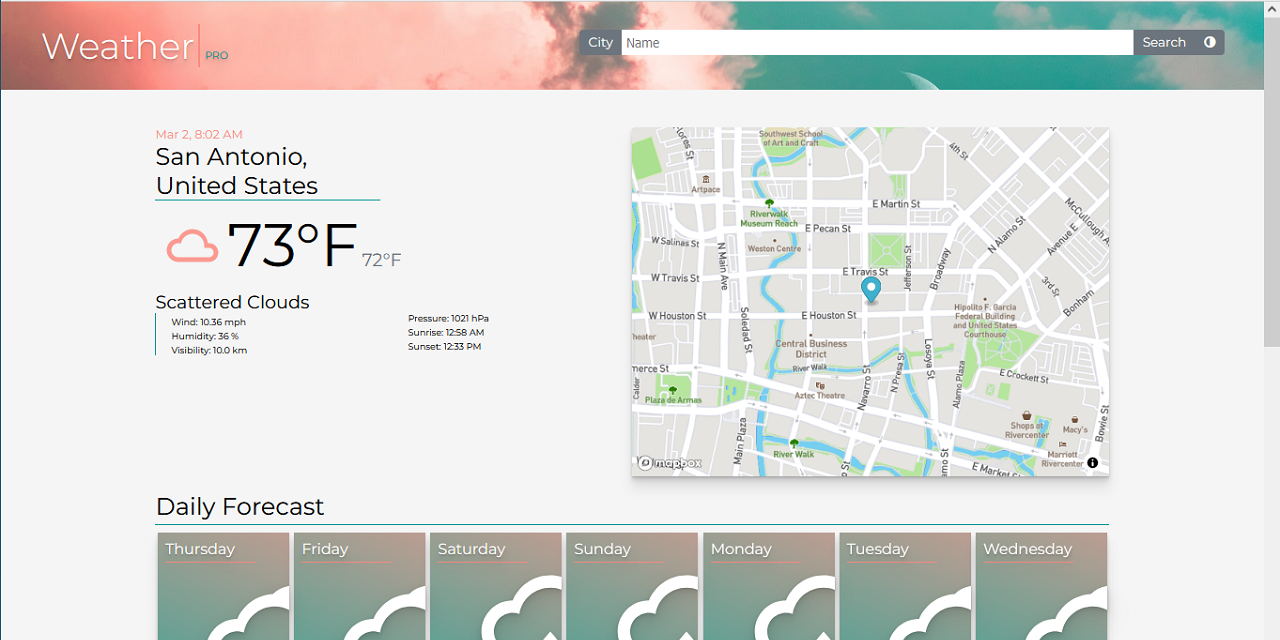 Weather PRO
City Name Search
Mar 2, 8:02 AM
San Antonio,
United States
73°F 72°F
Scattered Clouds
Wind: 10.36 mph
Humidity: 36 %
Visibility: 10.0 km
Pressure: 1021 hPa
Sunrise: 12:58 AM
Sunset: 12:33 PM
Southwest School
of Art and Craft
4th St
Artpace
E Martin St
McCullough A
Riverwalk
Museum Reach
E Pecan St
N Alamo St
Avenue E
W Salinas St
Weston Centre
N Main Ave
Jefferson St
Broadway
W Travis St
E Travis St
3rd St
Bonham
W Houston St
E Houston St
Soledad St
Hipolito F. Garcia
Federal Building
and United States
Courthouse
heater
Central Business
District
Losoya St
merce St
River Walk
N Presa St
E Crockett St
Calder
Navarro St
Alamo Plaza
Aztec Theatre
Plaza de Armas
Main Plaza
Shops at
Rivercenter
Macy's
Bowie St
River Walk
Marriott
Rivercenter
mapbox
o St
amo St
E Market St
Daily Forecast
Thursday
Friday
Saturday
Sunday
Monday
Tuesday
Wednesday